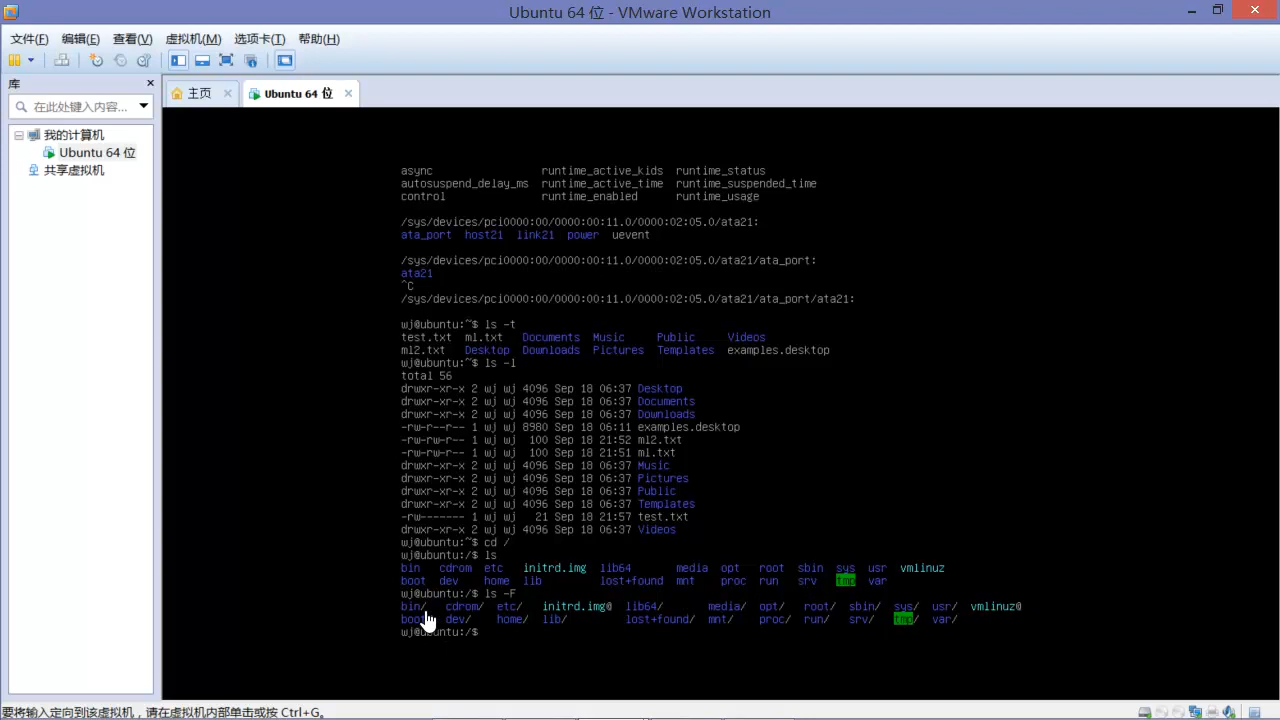 Ubuntu 64 位 - VMware Workstation
文件(F) 编辑(E) 查看(V) 虚拟机(M) 选项卡(T) 帮助(H)
库
在此处键入内容...
我的计算机
Ubuntu 64 位
共享虚拟机
主页 Ubuntu 64 位
async runtime_active_kids runtime_status
autosuspend_delay_ms runtime_active_time runtime_suspended_time
control runtime_enabled runtime_usage
/sys/devices/pci0000:00/0000:00:11.0/0000:02:05.0/ata21:
ata_port host21 link21 power uevent
/sys/devices/pci0000:00/0000:00:11.0/0000:02:05.0/ata21/ata_port:
ata21
^C
/sys/devices/pci0000:00/0000:00:11.0/0000:02:05.0/ata21/ata_port/ata21:
wj@ubuntu:~$ ls -t
test.txt ml.txt Documents Music Public Videos
ml2.txt Desktop Downloads Pictures Templates examples.desktop
wj@ubuntu:~$ ls -l
total 56
drwxr-xr-x 2 wj wj 4096 Sep 18 06:37 Desktop
drwxr-xr-x 2 wj wj 4096 Sep 18 06:37 Documents
drwxr-xr-x 2 wj wj 4096 Sep 18 06:37 Downloads
-rw-r--r-- 1 wj wj 8980 Sep 18 06:11 examples.desktop
-rw-rw-r-- 1 wj wj 100 Sep 18 21:52 ml2.txt
-rw-rw-r-- 1 wj wj 100 Sep 18 21:51 ml.txt
drwxr-xr-x 2 wj wj 4096 Sep 18 06:37 Music
drwxr-xr-x 2 wj wj 4096 Sep 18 06:37 Pictures
drwxr-xr-x 2 wj wj 4096 Sep 18 06:37 Public
drwxr-xr-x 2 wj wj 4096 Sep 18 06:37 Templates
-rw------- 1 wj wj 21 Sep 18 21:57 test.txt
drwxr-xr-x 2 wj wj 4096 Sep 18 06:37 Videos
wj@ubuntu:~$ cd /
wj@ubuntu:/$ ls
bin cdrom etc initrd.img lib64 media opt root sbin sys usr vmlinuz
boot dev home lib lost+found mnt proc run srv tmp var
wj@ubuntu:/$ ls -F
bin/ cdrom/ etc/ initrd.img@ lib64/ media/ opt/ root/ sbin/ sys/ usr/ vmlinuz@
boot dev/ home/ lib/ lost+found/ mnt/ proc/ run/ srv/ tmp/ var/
wj@ubuntu:/$
要将输入定向到该虚拟机，请在虚拟机内部单击或按 Ctrl+G。